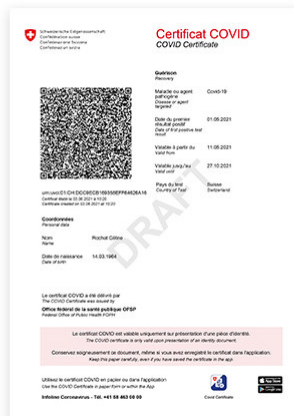 Schweizerische Eidgenossenschaft
Confédération suisse
Confederazione Svizzera
Confederaziun svizra
Certificat COVID
COVID Certificate
Guérison
Recovery
Maladie ou agent pathogène
Covid-19
Disease or agent targeted
Date du premier résultat positif
01.06.2021
Date of first positive test result
Valable à partir du
11.06.2021
Valid from
Valable jusqu'au
27.10.2021
Valid until
Pays du test
Suisse
Country of Test
Switzerland
DRAFT
Coordonnées
Personal data
Nom
Rochat Céline
Name
Date de naissance
14.03.1964
Date of birth
Le certificat COVID a été délivré par
The COVID Certificate was issued by
Office fédéral de la santé publique OFSP
Federal Office of Public Health FOPH
Le certificat COVID est valable uniquement sur présentation d'une pièce d'identité.
The COVID certificate is only valid upon presentation of an identity document.
Conservez soigneusement ce document, même si vous avez enregistré le certificat dans l'application.
Keep this paper carefully, even if you have saved the certificate in the app.
Utilisez le certificat COVID en papier ou dans l'application
Use the COVID Certificate in paper form or within the App
Infoline Coronavirus - Tél. +41 58 463 00 00
Covid Certificate
App Store
Google Play